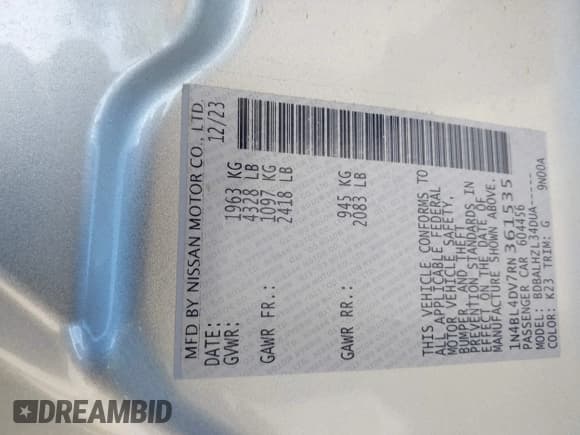 MFD BY NISSAN MOTOR CO., LTD.
DATE: 12/23
GVWR: 1963 KG
4328 LB
GAWR FR.: 1097 KG
2418 LB
GAWR RR.: 945 KG
2083 LB
THIS VEHICLE CONFORMS TO
ALL APPLICABLE FEDERAL
MOTOR VEHICLE SAFETY,
BUMPER, AND THEFT
PREVENTION STANDARDS IN
EFFECT ON THE DATE OF
MANUFACTURE SHOWN ABOVE.
1N4BL4DV7RN361535
PASSENGER CAR 604456
MODEL: BDBALHZL34DUA-----
COLOR: K23 TRIM: G 9N00A
DREAMBID